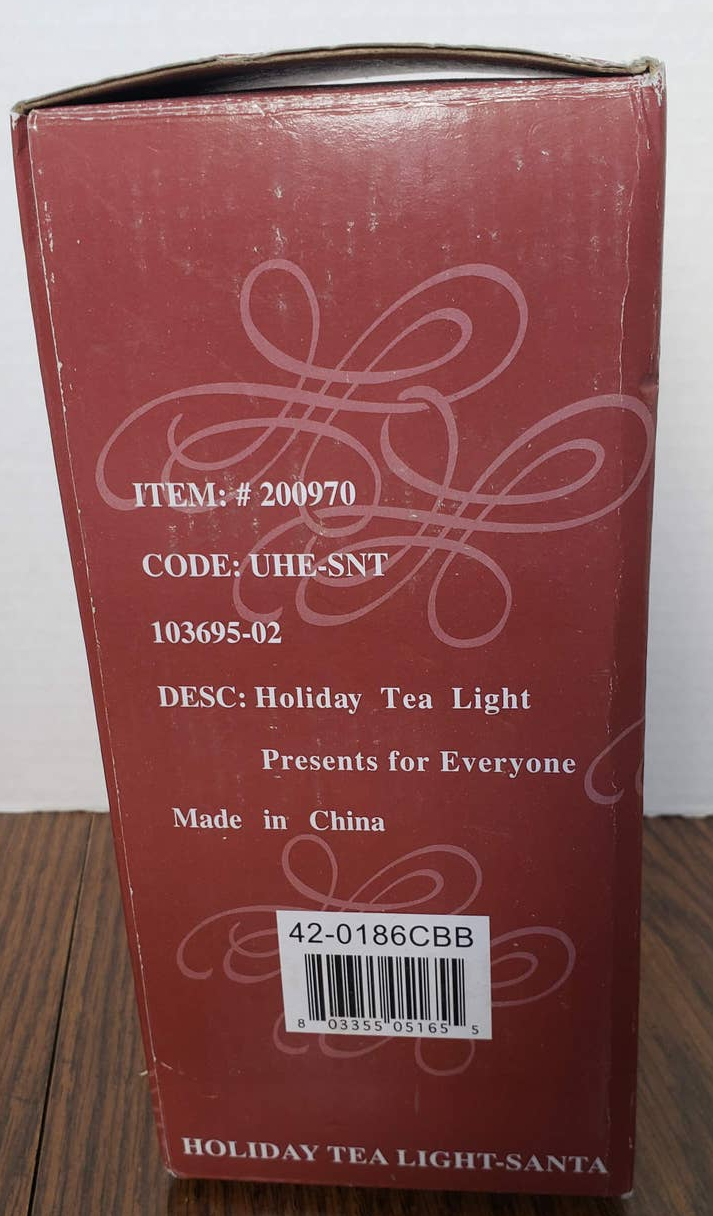 ITEM: # 200970
CODE: UHE-SNT
103695-02
DESC: Holiday Tea Light
Presents for Everyone
Made in China
42-0186CBB
8 03355 05165 5
HOLIDAY TEA LIGHT-SANTA